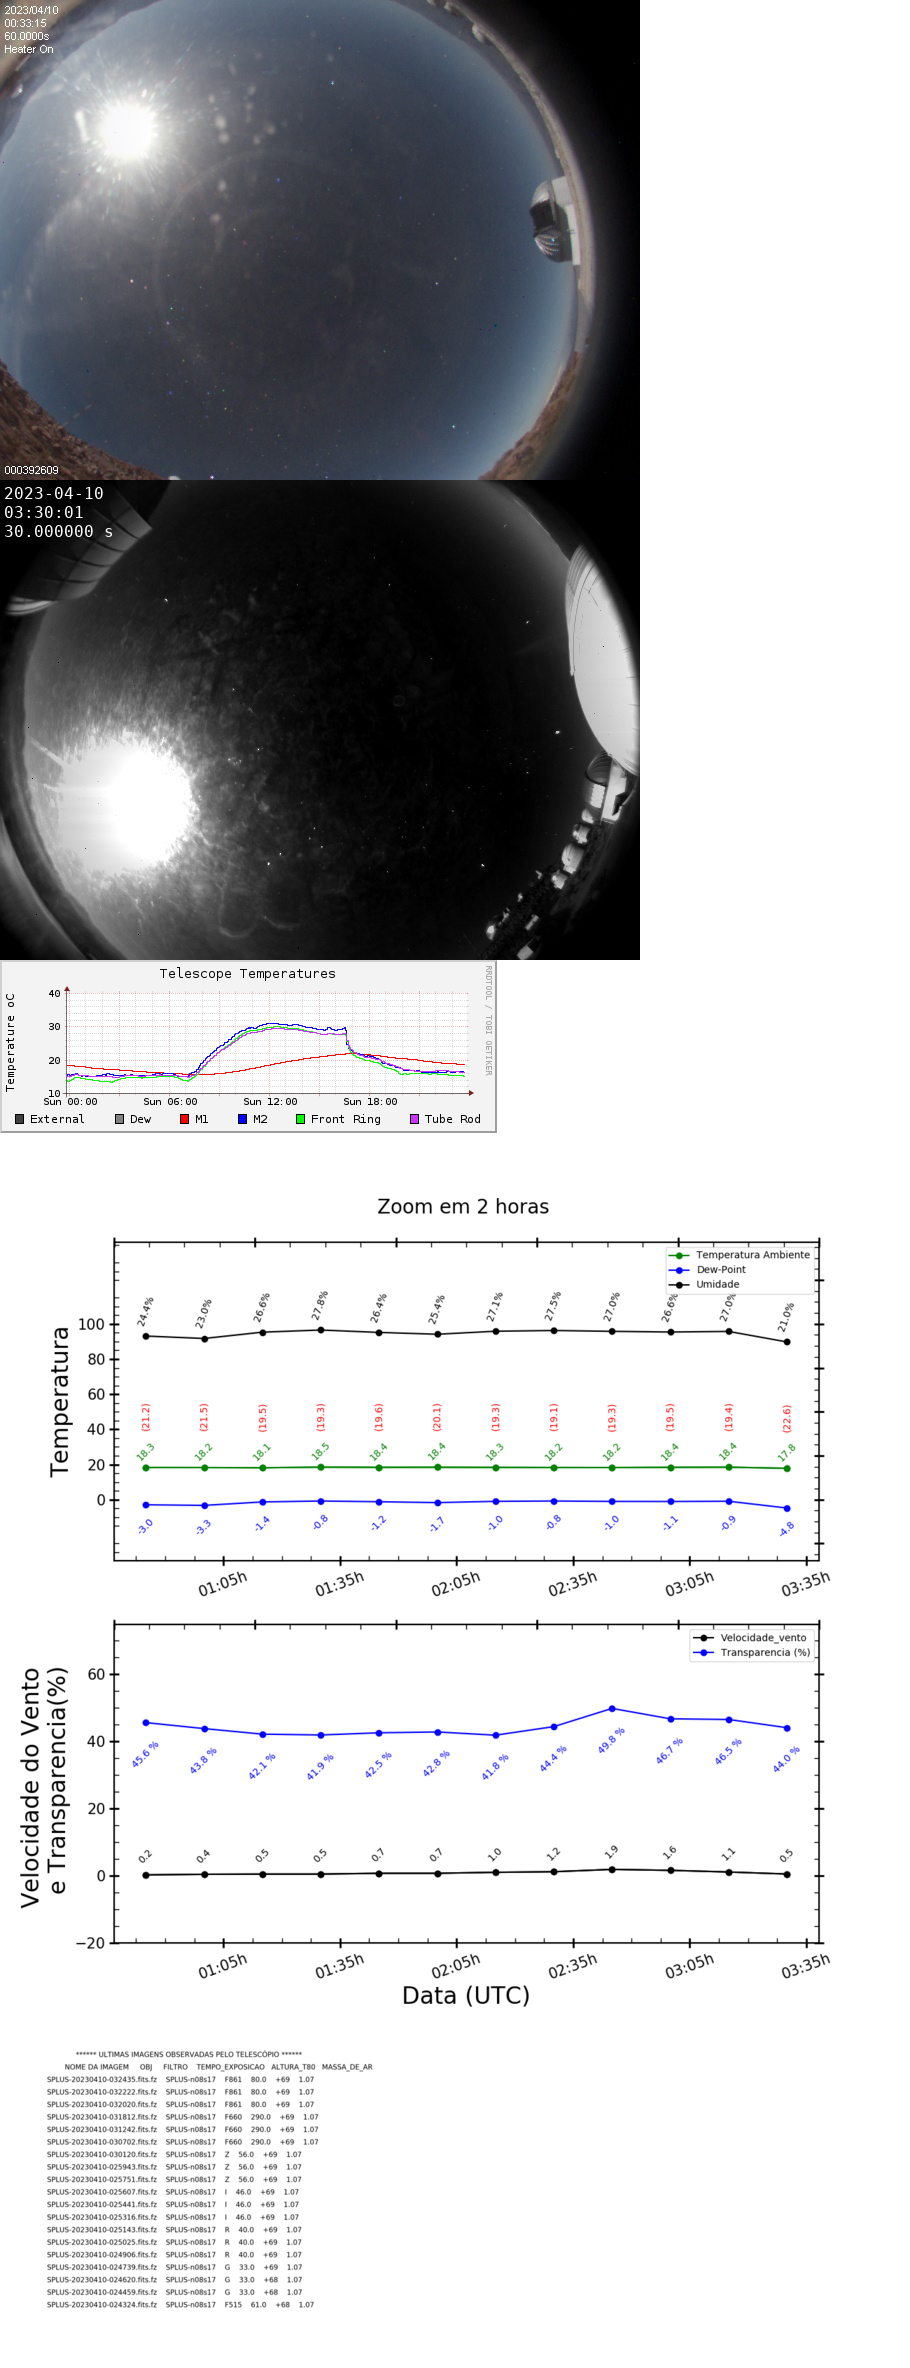 2023/04/10
00:33:15
60.0000s
Heater On
000392609
2023-04-10
03:30:01
30.000000 s
Telescope Temperatures
RRDTOOL / TOBI OETIKER
Temperature oC
40
30
20
10
Sun 00:00 Sun 06:00 Sun 12:00 Sun 18:00
External Dew M1 M2 Front Ring Tube Rod
Zoom em 2 horas
Temperatura Ambiente
Dew-Point
Umidade
Temperatura
100
80
60
40
20
0
24.4% 23.0% 26.6% 27.8% 26.4% 25.4% 27.1% 27.5% 27.0% 26.6% 27.0% 21.0%
(21.2) (21.5) (19.5) (19.3) (19.6) (20.1) (19.3) (19.1) (19.3) (19.5) (19.4) (22.6)
18.3 18.2 18.1 18.5 18.4 18.4 18.3 18.2 18.2 18.4 18.4 17.8
-3.0 -3.3 -1.4 -0.8 -1.2 -1.7 -1.0 -0.8 -1.0 -1.1 -0.9 -4.8
01:05h 01:35h 02:05h 02:35h 03:05h 03:35h
Velocidade_vento
Transparencia (%)
Velocidade do Vento
e Transparencia(%)
60
40
20
0
−20
45.6 % 43.8 % 42.1 % 41.9 % 42.5 % 42.8 % 41.8 % 44.4 % 49.8 % 46.7 % 46.5 % 44.0 %
0.2 0.4 0.5 0.5 0.7 0.7 1.0 1.2 1.9 1.6 1.1 0.5
01:05h 01:35h 02:05h 02:35h 03:05h 03:35h
Data (UTC)
****** ULTIMAS IMAGENS OBSERVADAS PELO TELESCÓPIO ******
NOME DA IMAGEM OBJ FILTRO TEMPO_EXPOSICAO ALTURA_T80 MASSA_DE_AR
SPLUS-20230410-032435.fits.fz SPLUS-n08s17 F861 80.0 +69 1.07
SPLUS-20230410-032222.fits.fz SPLUS-n08s17 F861 80.0 +69 1.07
SPLUS-20230410-032020.fits.fz SPLUS-n08s17 F861 80.0 +69 1.07
SPLUS-20230410-031812.fits.fz SPLUS-n08s17 F660 290.0 +69 1.07
SPLUS-20230410-031242.fits.fz SPLUS-n08s17 F660 290.0 +69 1.07
SPLUS-20230410-030702.fits.fz SPLUS-n08s17 F660 290.0 +69 1.07
SPLUS-20230410-030120.fits.fz SPLUS-n08s17 Z 56.0 +69 1.07
SPLUS-20230410-025943.fits.fz SPLUS-n08s17 Z 56.0 +69 1.07
SPLUS-20230410-025751.fits.fz SPLUS-n08s17 Z 56.0 +69 1.07
SPLUS-20230410-025607.fits.fz SPLUS-n08s17 I 46.0 +69 1.07
SPLUS-20230410-025441.fits.fz SPLUS-n08s17 I 46.0 +69 1.07
SPLUS-20230410-025316.fits.fz SPLUS-n08s17 I 46.0 +69 1.07
SPLUS-20230410-025143.fits.fz SPLUS-n08s17 R 40.0 +69 1.07
SPLUS-20230410-025025.fits.fz SPLUS-n08s17 R 40.0 +69 1.07
SPLUS-20230410-024906.fits.fz SPLUS-n08s17 R 40.0 +69 1.07
SPLUS-20230410-024739.fits.fz SPLUS-n08s17 G 33.0 +69 1.07
SPLUS-20230410-024620.fits.fz SPLUS-n08s17 G 33.0 +68 1.07
SPLUS-20230410-024459.fits.fz SPLUS-n08s17 G 33.0 +68 1.07
SPLUS-20230410-024324.fits.fz SPLUS-n08s17 F515 61.0 +68 1.07